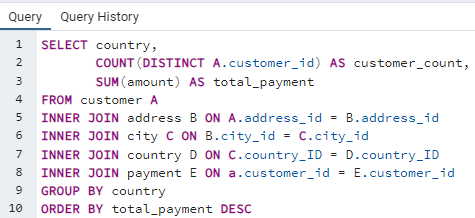 Query Query History
1 SELECT country,
2 COUNT(DISTINCT A.customer_id) AS customer_count,
3 SUM(amount) AS total_payment
4 FROM customer A
5 INNER JOIN address B ON A.address_id = B.address_id
6 INNER JOIN city C ON B.city_id = C.city_id
7 INNER JOIN country D ON C.country_ID = D.country_ID
8 INNER JOIN payment E ON a.customer_id = E.customer_id
9 GROUP BY country
10 ORDER BY total_payment DESC